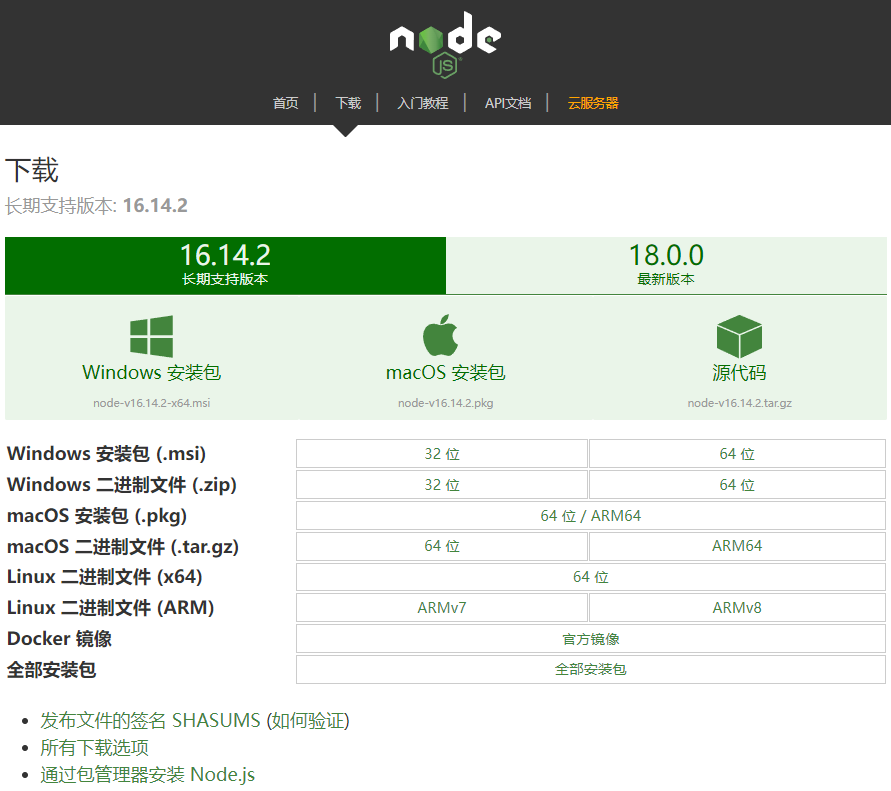 node
JS
首页 | 下载 | 入门教程 | API文档 | 云服务器
下载
长期支持版本: 16.14.2
16.14.2 18.0.0
长期支持版本 最新版本
Windows 安装包 macOS 安装包 源代码
node-v16.14.2-x64.msi node-v16.14.2.pkg node-v16.14.2.tar.gz
Windows 安装包 (.msi) 32 位 64 位
Windows 二进制文件 (.zip) 32 位 64 位
macOS 安装包 (.pkg) 64 位 / ARM64
macOS 二进制文件 (.tar.gz) 64 位 ARM64
Linux 二进制文件 (x64) 64 位
Linux 二进制文件 (ARM) ARMv7 ARMv8
Docker 镜像 官方镜像
全部安装包 全部安装包
• 发布文件的签名 SHASUMS (如何验证)
• 所有下载选项
• 通过包管理器安装 Node.js